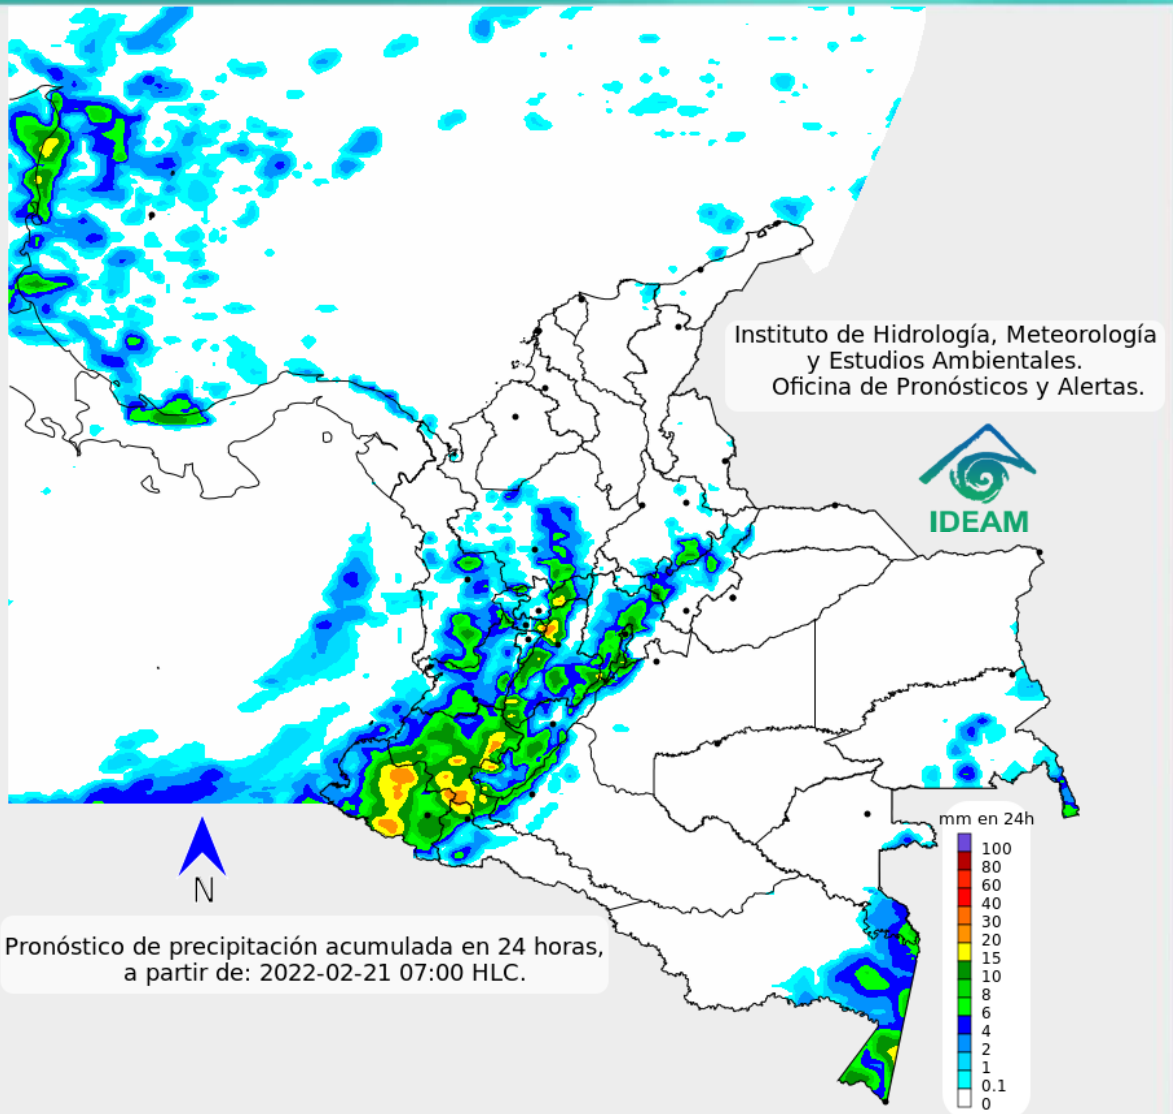 Instituto de Hidrología, Meteorología
y Estudios Ambientales.
Oficina de Pronósticos y Alertas.
IDEAM
mm en 24h
100
80
60
40
30
20
15
10
8
6
4
2
1
0.1
0
N
Pronóstico de precipitación acumulada en 24 horas,
a partir de: 2022-02-21 07:00 HLC.